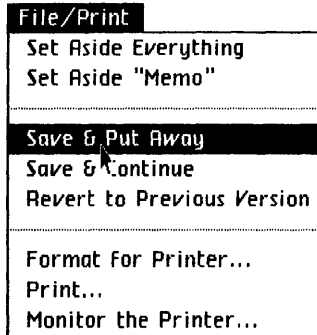 File/Print
Set Aside Everything
Set Aside "Memo"
Save & Put Away
Save & Continue
Revert to Previous Version
Format for Printer...
Print...
Monitor the Printer...